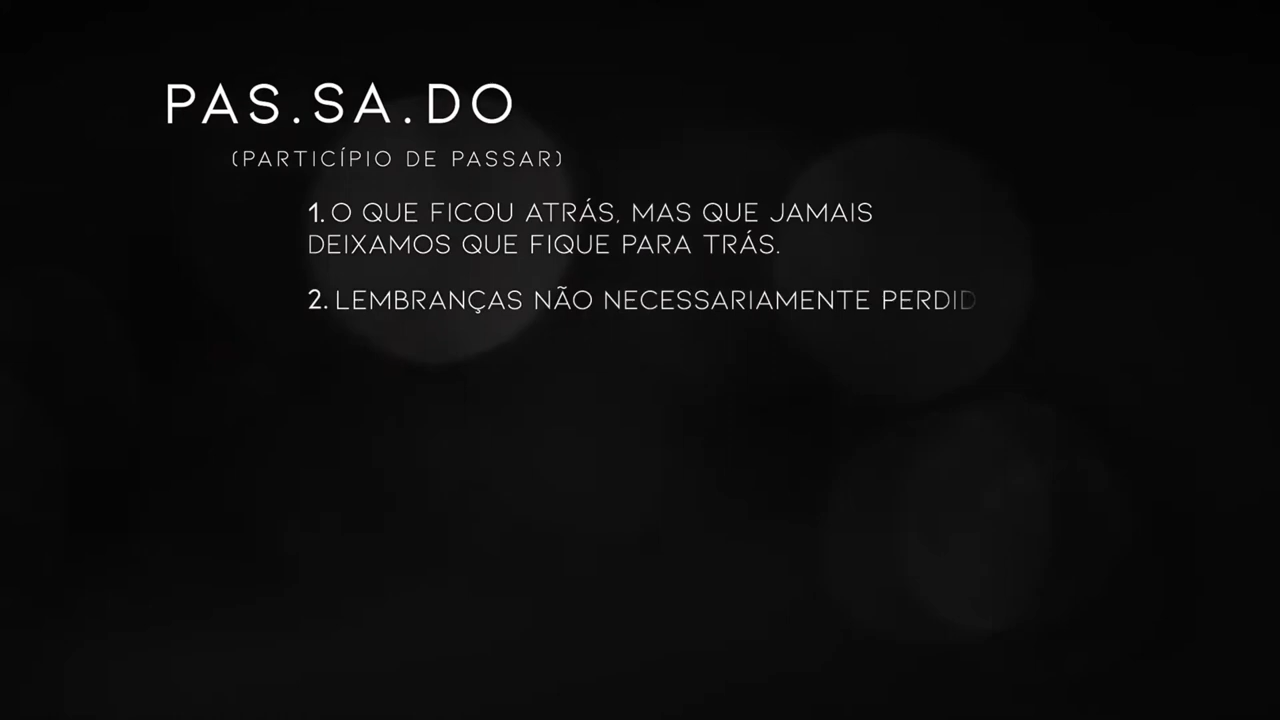 PAS.SA.DO
(PARTICÍPIO DE PASSAR)
1. O QUE FICOU ATRÁS, MAS QUE JAMAIS
DEIXAMOS QUE FIQUE PARA TRÁS.
2. LEMBRANÇAS NÃO NECESSARIAMENTE PERDID